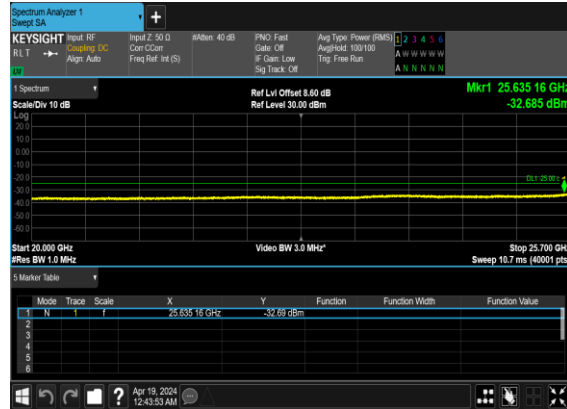 Spectrum Analyzer 1
Swept SA
+
KEYSIGHT Input: RF Input Z: 50 Ω #Atten: 40 dB PNO: Fast Avg Type: Power (RMS) 1 2 3 4 5 6
RLT Coupling: DC Corr CCorr Gate: Off Avg|Hold: 100/100 A W W W W W
Align: Auto Freq Ref: Int (S) IF Gain: Low Trig: Free Run
Sig Track: Off A N N N N N
1 Spectrum Ref Lvl Offset 8.60 dB Mkr1 25.635 16 GHz
Scale/Div 10 dB Ref Level 30.00 dBm -32.685 dBm
Log
20.0
10.0
0.00
-10.0
-20.0
-30.0
-40.0
-50.0
-60.0
Start 20.000 GHz Video BW 3.0 MHz* Stop 25.700 GHz
#Res BW 1.0 MHz Sweep 10.7 ms (40001 pts)
5 Marker Table
Mode Trace Scale X Y Function Function Width Function Value
1 N 1 f 25.635 16 GHz -32.69 dBm
2
3
4
5
6
? Apr 19, 2024
12:43:53 AM